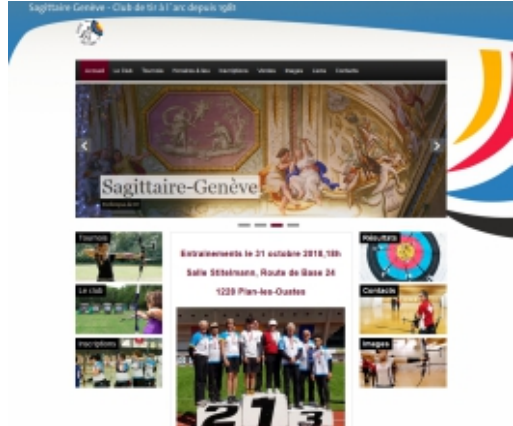 Sagittaire Genève - Club de tir à l'arc depuis 1981
Accueil Le Club Tournois Inscriptions Ventes Images Liens Contacts
Sagittaire-Genève
Tournois
Le club
Inscriptions
Entrainements le 31 octobre 2018,18h
Salle Stitelmann, Route de Base 24
1228 Plan-les-Ouates
2 1 3
Résultats
Contacts
Images